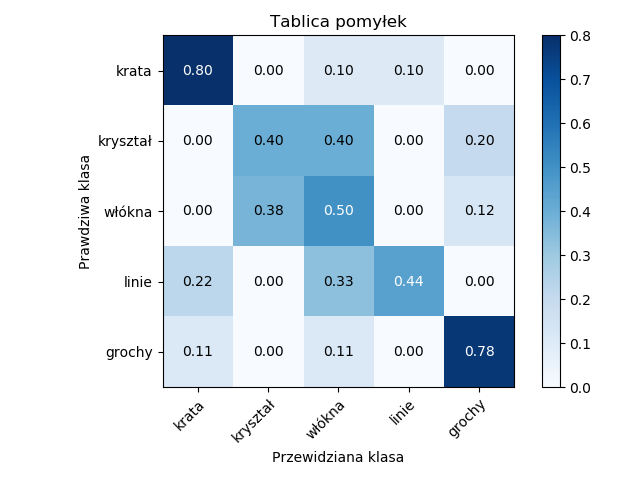 Tablica pomyłek
Prawdziwa klasa
krata 0.80 0.00 0.10 0.10 0.00
kryształ 0.00 0.40 0.40 0.00 0.20
włókna 0.00 0.38 0.50 0.00 0.12
linie 0.22 0.00 0.33 0.44 0.00
grochy 0.11 0.00 0.11 0.00 0.78
krata kryształ włókna linie grochy
Przewidziana klasa
0.8
0.7
0.6
0.5
0.4
0.3
0.2
0.1
0.0